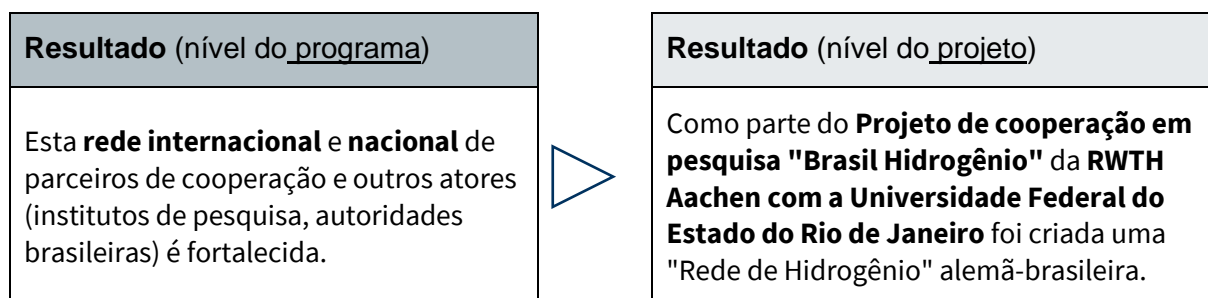 Resultado (nível do programa)
Esta rede internacional e nacional de
parceiros de cooperação e outros atores
(institutos de pesquisa, autoridades
brasileiras) é fortalecida.
Resultado (nível do projeto)
Como parte do Projeto de cooperação em
pesquisa "Brasil Hidrogênio" da RWTH
Aachen com a Universidade Federal do
Estado do Rio de Janeiro foi criada uma
"Rede de Hidrogênio" alemã-brasileira.